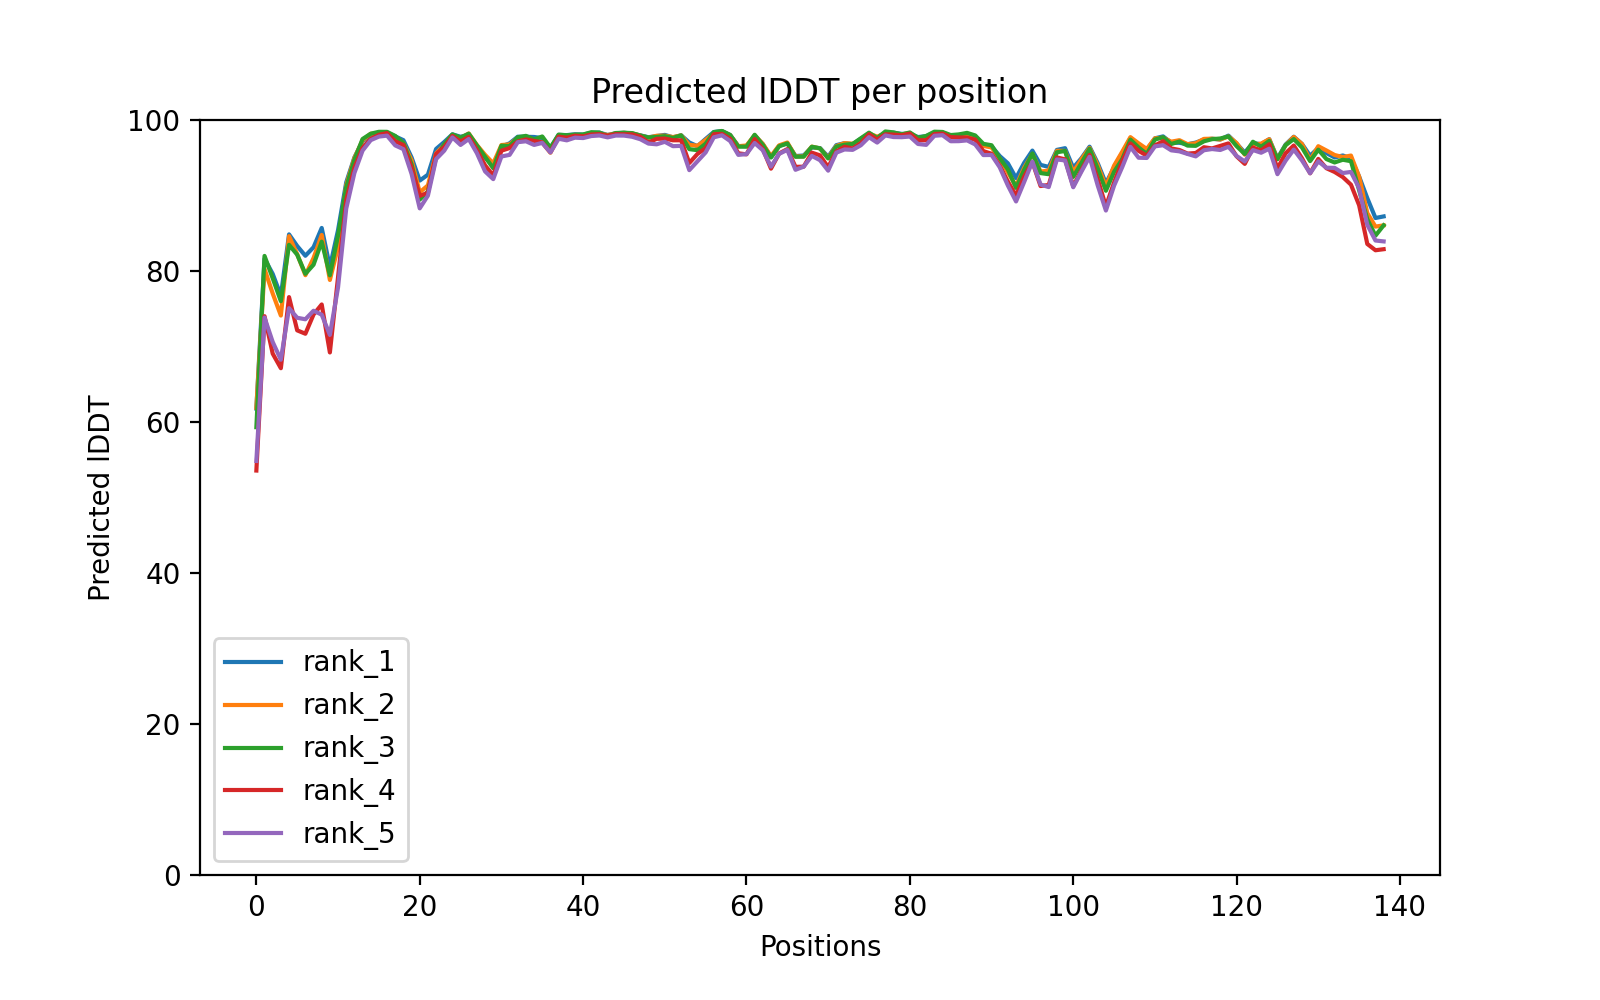 Predicted lDDT per position
100
80
60
40
20
0
Predicted lDDT
rank_1
rank_2
rank_3
rank_4
rank_5
0 20 40 60 80 100 120 140
Positions